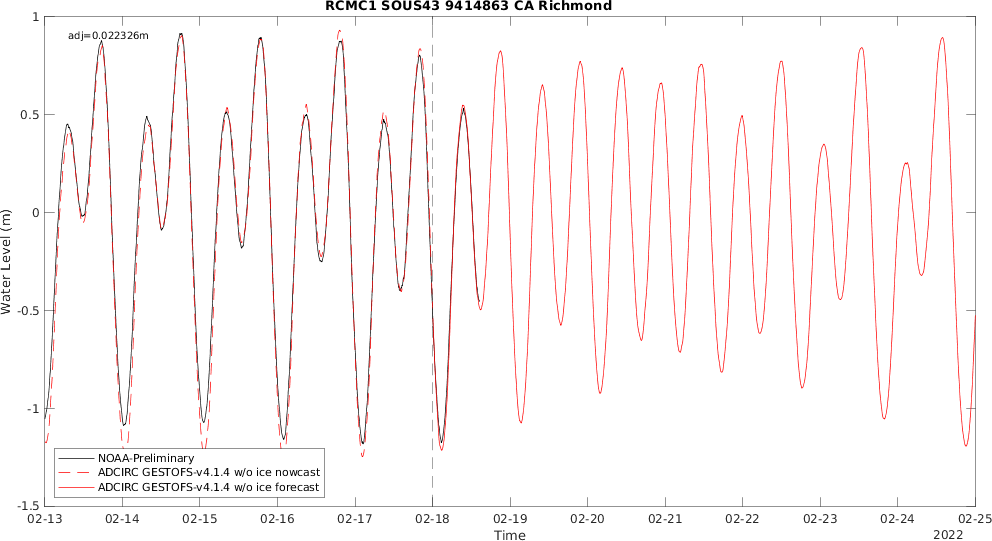 RCMC1 SOUS43 9414863 CA Richmond
adj=0.022326m
1
0.5
0
-0.5
-1
-1.5
Water Level (m)
NOAA-Preliminary
ADCIRC GESTOFS-v4.1.4 w/o ice nowcast
ADCIRC GESTOFS-v4.1.4 w/o ice forecast
02-13 02-14 02-15 02-16 02-17 02-18 02-19 02-20 02-21 02-22 02-23 02-24 02-25
Time
2022